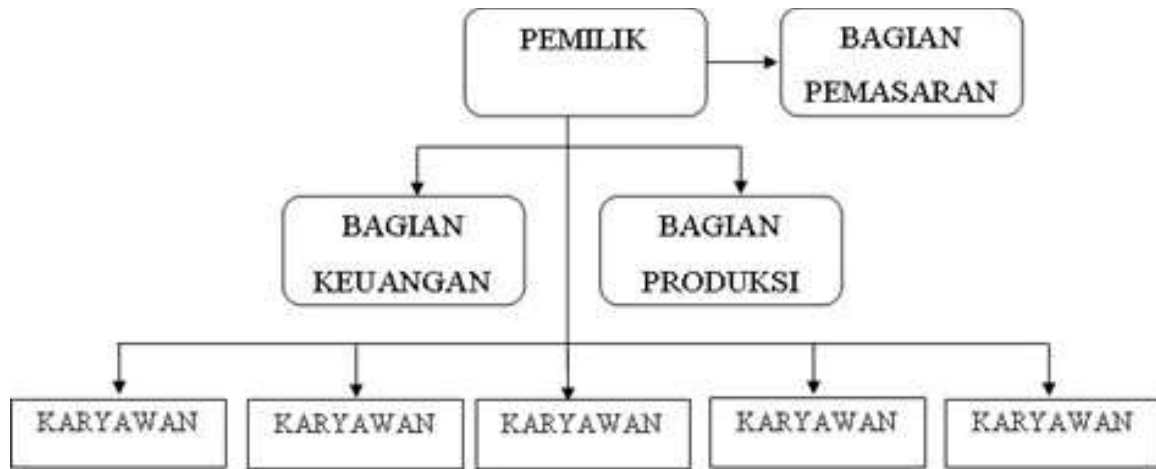 PEMILIK
BAGIAN
PEMASARAN
BAGIAN
KEUANGAN
BAGIAN
PRODUKSI
KARYAWAN
KARYAWAN
KARYAWAN
KARYAWAN
KARYAWAN